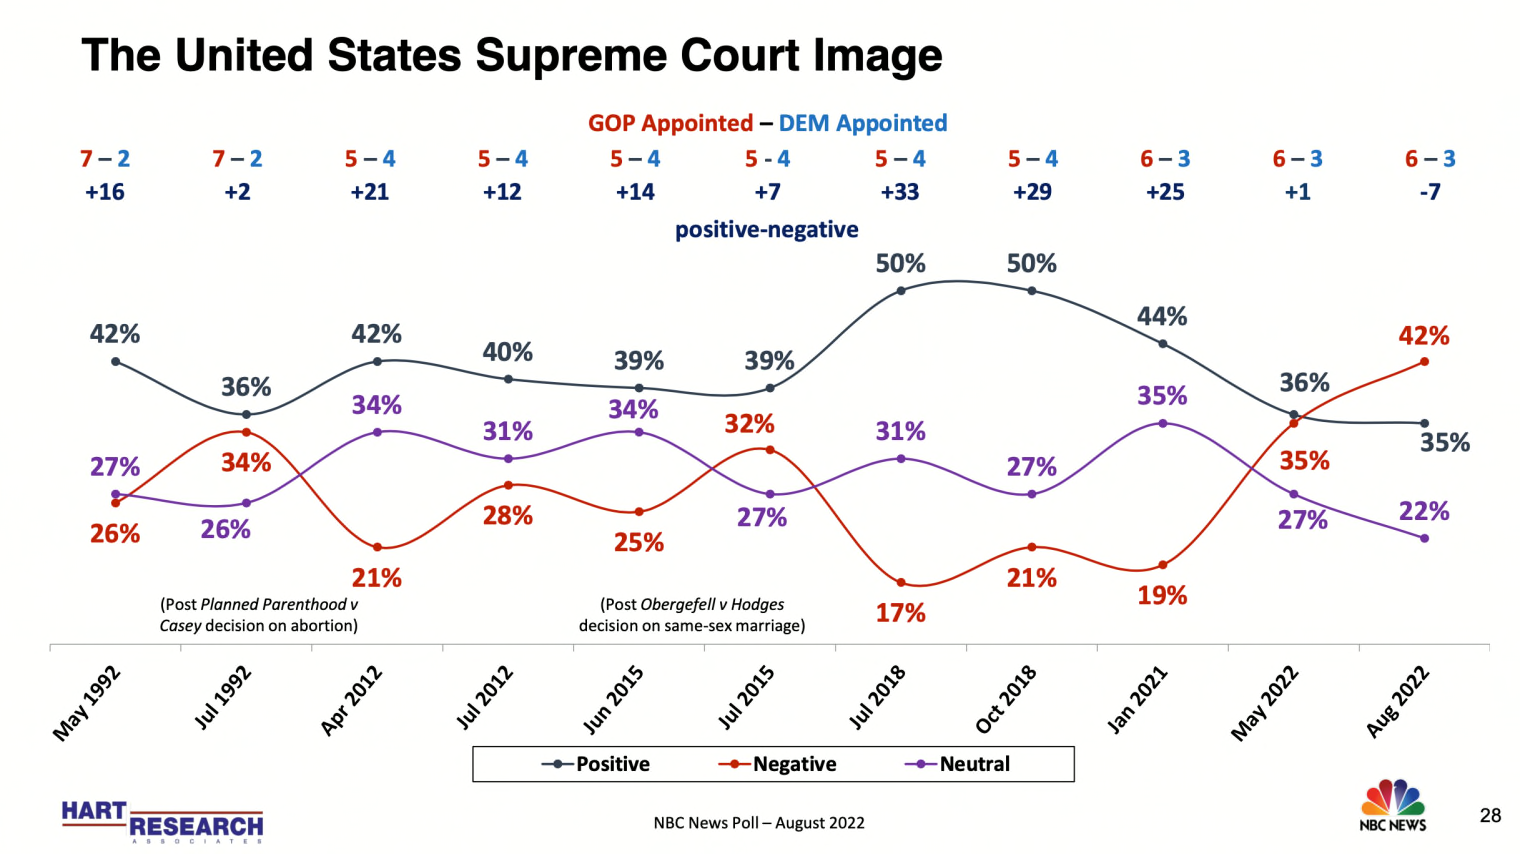 The United States Supreme Court Image
GOP Appointed – DEM Appointed
7 – 2 7 – 2 5 – 4 5 – 4 5 – 4 5 - 4 5 – 4 5 – 4 6 – 3 6 – 3 6 – 3
+16 +2 +21 +12 +14 +7 +33 +29 +25 +1 -7
positive-negative
42% 36% 42% 40% 39% 39% 50% 50% 44% 36% 35%
27% 26% 34% 31% 34% 27% 31% 27% 35% 27% 22%
26% 34% 21% 28% 25% 32% 17% 21% 19% 35% 42%
(Post Planned Parenthood v
Casey decision on abortion)
(Post Obergefell v Hodges
decision on same-sex marriage)
May 1992 Jul 1992 Apr 2012 Jul 2012 Jun 2015 Jul 2015 Jul 2018 Oct 2018 Jan 2021 May 2022 Aug 2022
Positive Negative Neutral
HART
RESEARCH
ASSOCIATES
NBC News Poll – August 2022
NBC NEWS
28